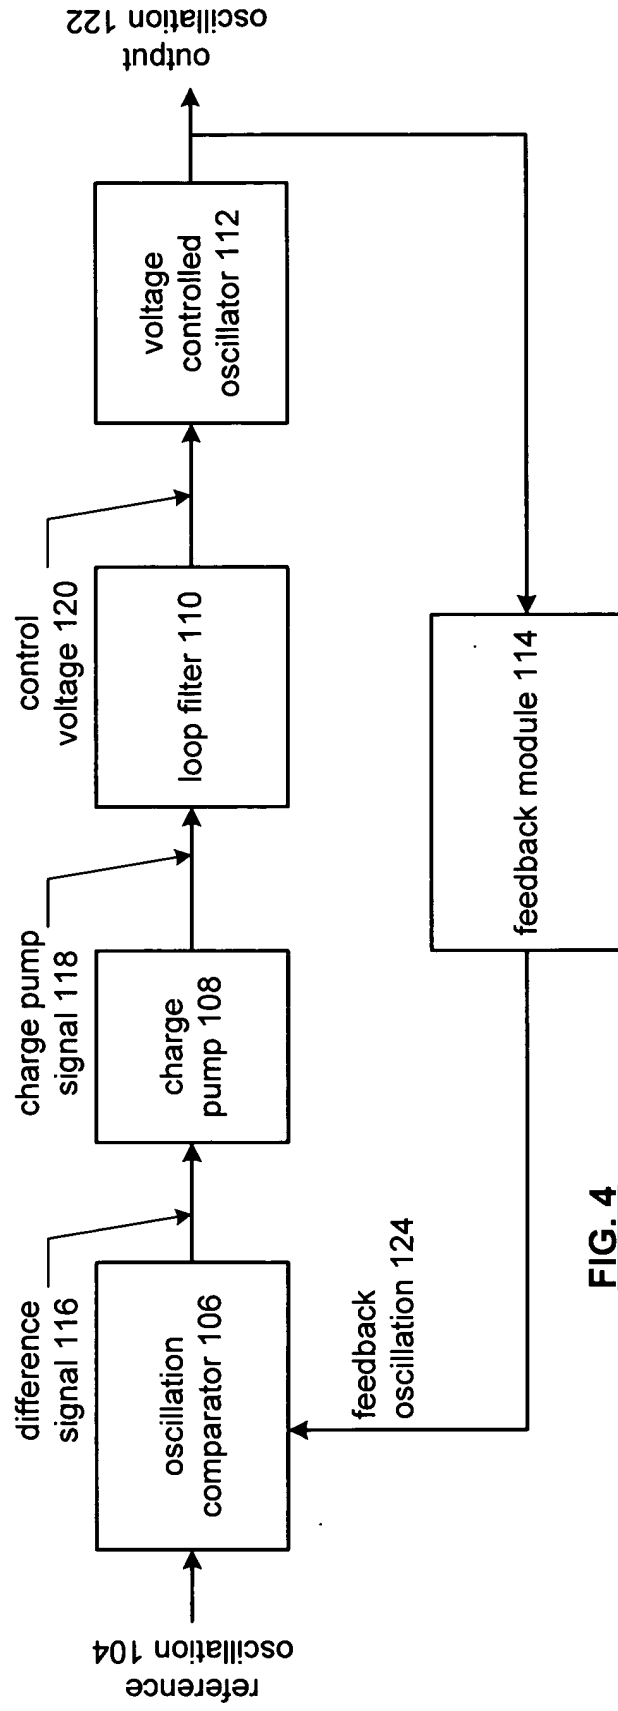 reference
oscillation 104
difference
signal 116
oscillation
comparator 106
charge pump
signal 118
charge
pump 108
control
voltage 120
loop filter 110
voltage
controlled
oscillator 112
output
oscillation 122
feedback
oscillation 124
feedback module 114
FIG. 4